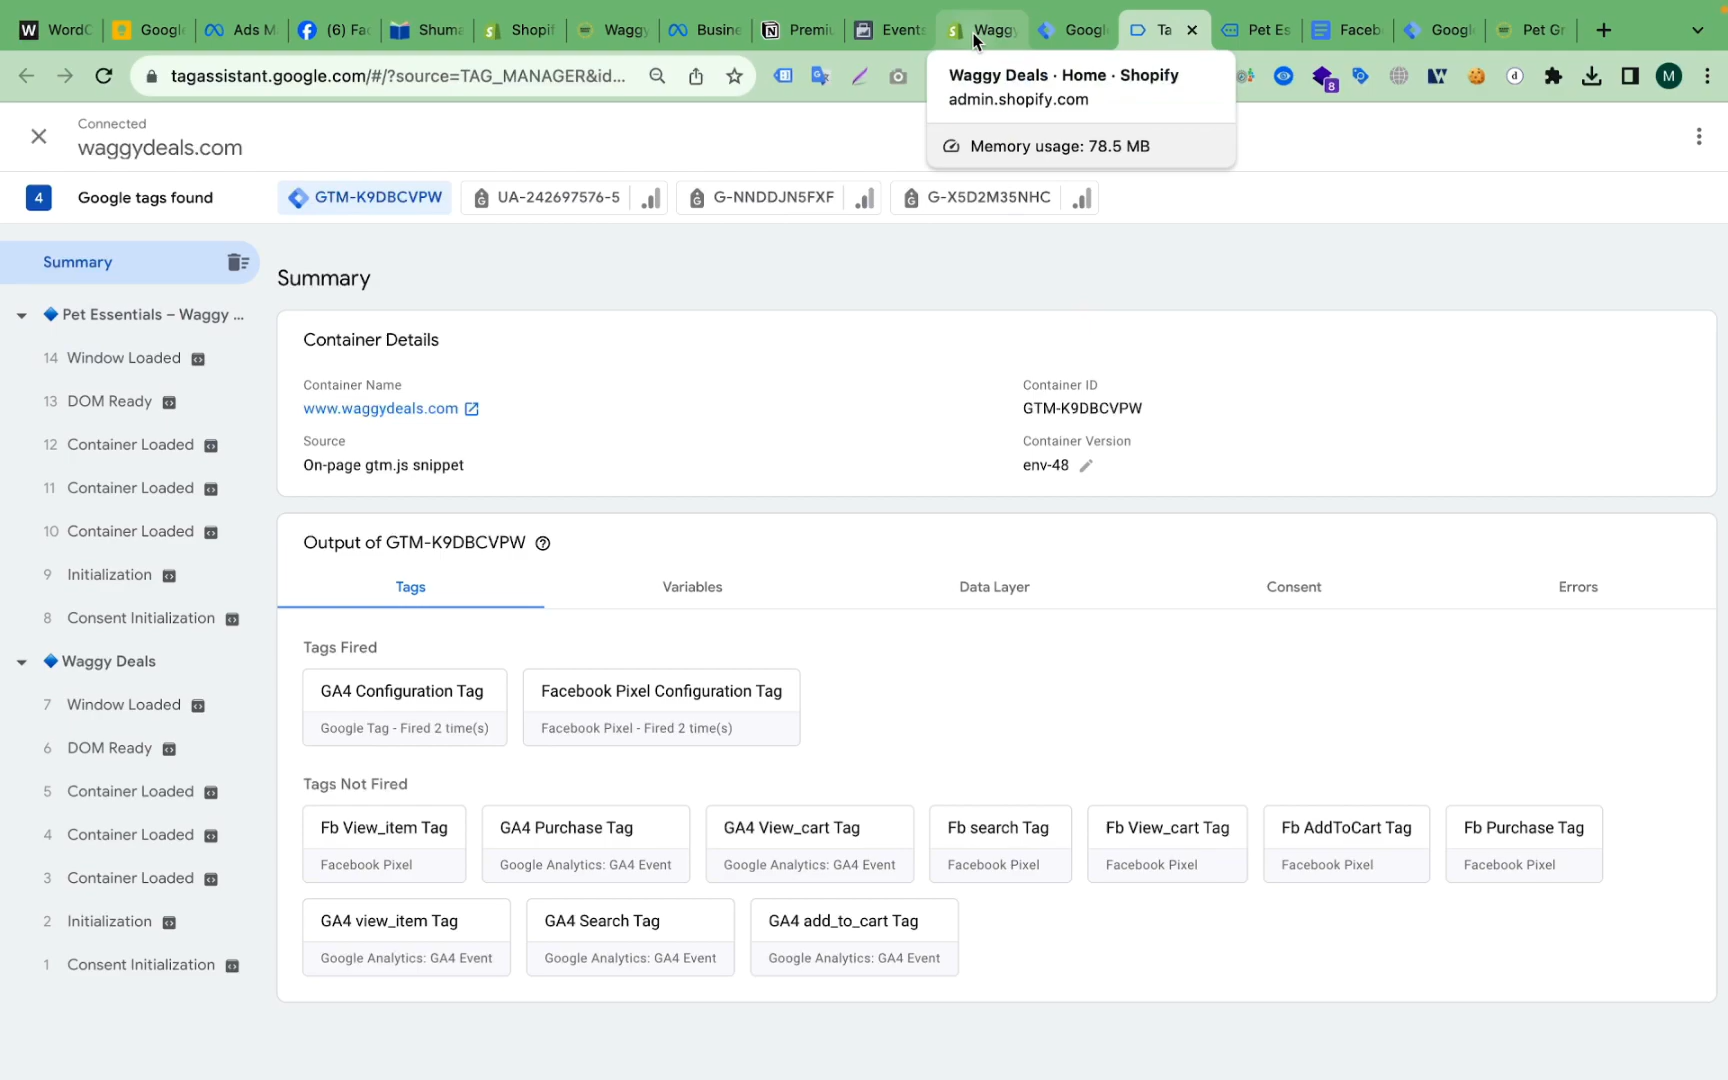 WordC
Googl
Ads M
(6) Fac
Shuma
Shopif
Waggy
Busine
Premiu
Events
Waggy
Googl
Ta
Pet Es
Faceb
Googl
Pet Gr
tagassistant.google.com/#/?source=TAG_MANAGER&id...
8
M
Waggy Deals · Home · Shopify
admin.shopify.com
Memory usage: 78.5 MB
Connected
waggydeals.com
4 Google tags found
GTM-K9DBCVPW
UA-242697576-5
G-NNDDJN5FXF
G-X5D2M35NHC
Summary
Pet Essentials – Waggy ...
14 Window Loaded
13 DOM Ready
12 Container Loaded
11 Container Loaded
10 Container Loaded
9 Initialization
8 Consent Initialization
Waggy Deals
7 Window Loaded
6 DOM Ready
5 Container Loaded
4 Container Loaded
3 Container Loaded
2 Initialization
1 Consent Initialization
Summary
Container Details
Container Name
www.waggydeals.com
Container ID
GTM-K9DBCVPW
Source
On-page gtm.js snippet
Container Version
env-48
Output of GTM-K9DBCVPW
Tags
Variables
Data Layer
Consent
Errors
Tags Fired
GA4 Configuration Tag
Google Tag - Fired 2 time(s)
Facebook Pixel Configuration Tag
Facebook Pixel - Fired 2 time(s)
Tags Not Fired
Fb View_item Tag
Facebook Pixel
GA4 Purchase Tag
Google Analytics: GA4 Event
GA4 View_cart Tag
Google Analytics: GA4 Event
Fb search Tag
Facebook Pixel
Fb View_cart Tag
Facebook Pixel
Fb AddToCart Tag
Facebook Pixel
Fb Purchase Tag
Facebook Pixel
GA4 view_item Tag
Google Analytics: GA4 Event
GA4 Search Tag
Google Analytics: GA4 Event
GA4 add_to_cart Tag
Google Analytics: GA4 Event